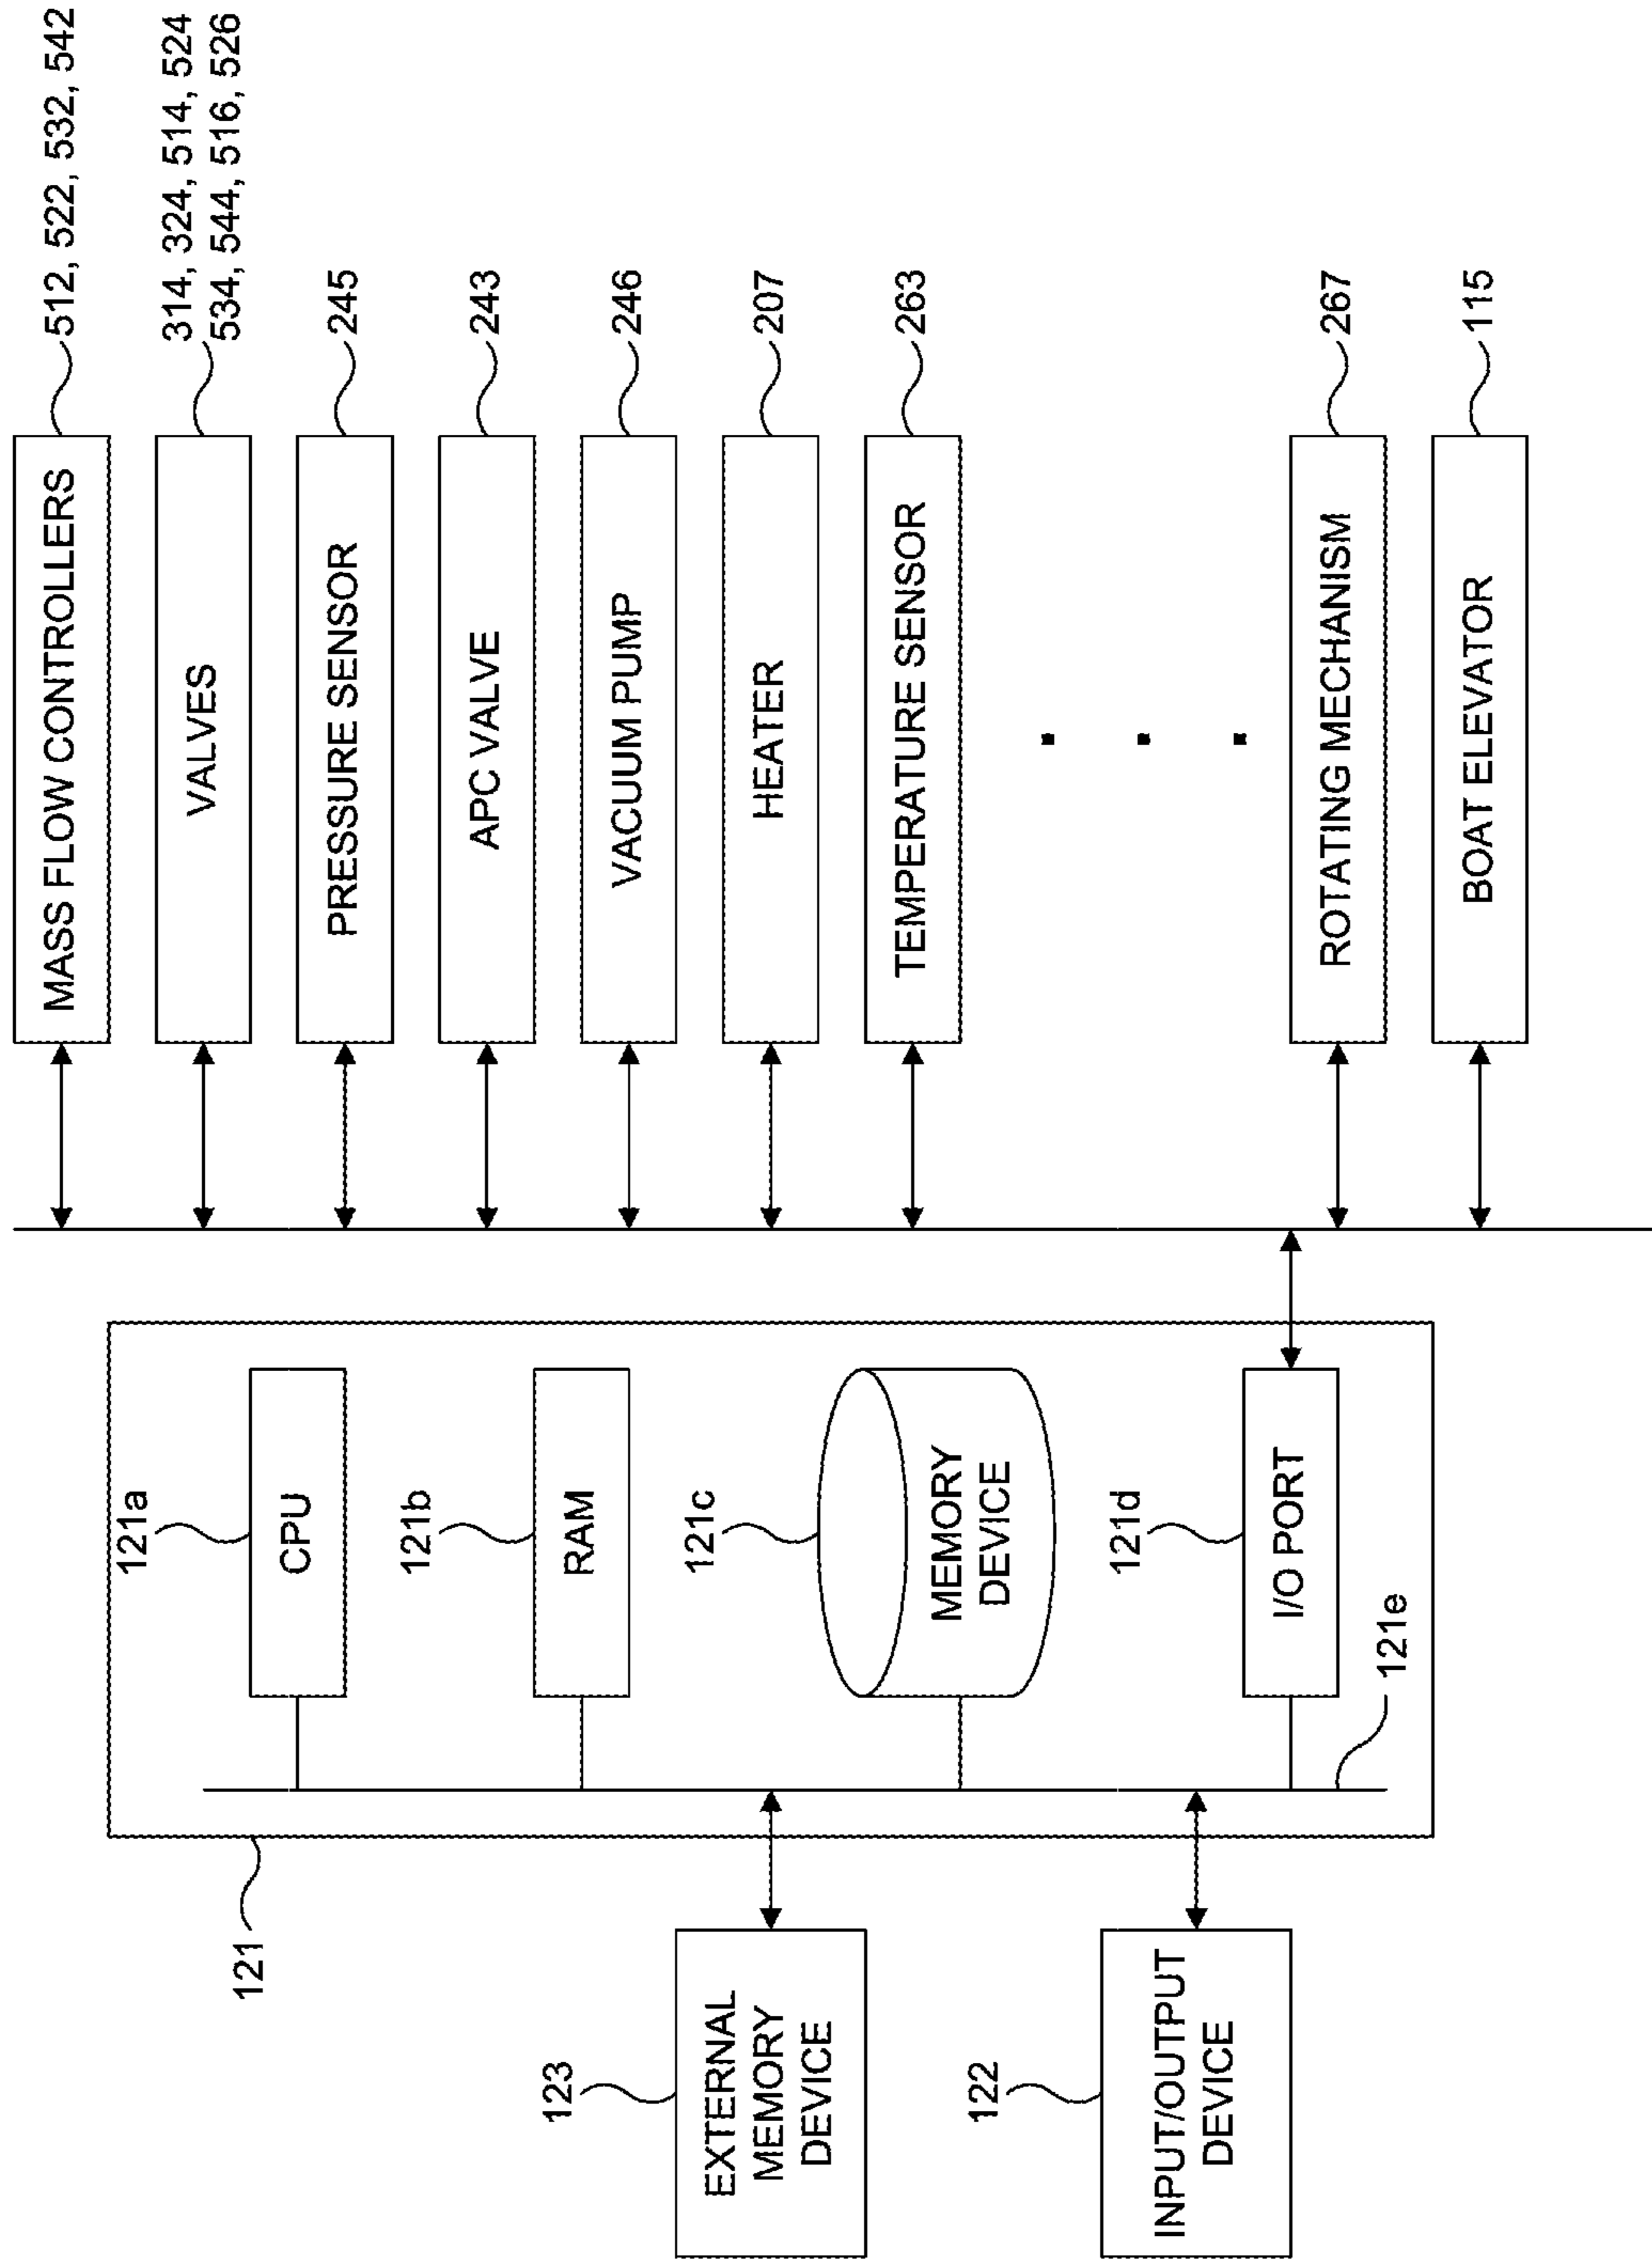 121
121a
CPU
121b
RAM
121c
MEMORY
DEVICE
121d
I/O PORT
121e
123
EXTERNAL
MEMORY
DEVICE
122
INPUT/OUTPUT
DEVICE
MASS FLOW CONTROLLERS
512, 522, 532, 542
VALVES
314, 324, 514, 524
534, 544, 516, 526
PRESSURE SENSOR
245
APC VALVE
243
VACUUM PUMP
246
HEATER
207
TEMPERATURE SENSOR
263
ROTATING MECHANISM
267
BOAT ELEVATOR
115